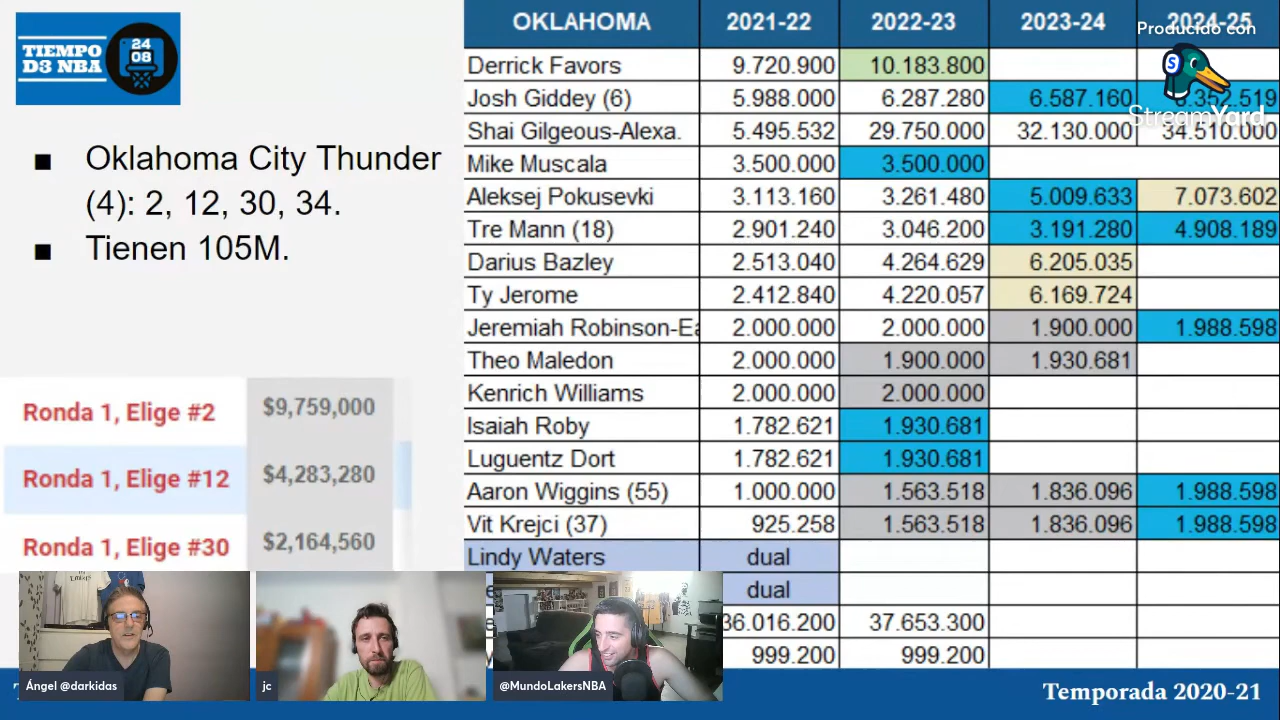 TIEMPO
D3 NBA
24
08
Oklahoma City Thunder
(4): 2, 12, 30, 34.
Tienen 105M.
Ronda 1, Elige #2 $9,759,000
Ronda 1, Elige #12 $4,283,280
Ronda 1, Elige #30 $2,164,560
OKLAHOMA 2021-22 2022-23 2023-24 2024-25
Derrick Favors 9.720.900 10.183.800
Josh Giddey (6) 5.988.000 6.287.280 6.587.160 8.352.519
Shai Gilgeous-Alexa. 5.495.532 29.750.000 32.130.000 34.510.000
Mike Muscala 3.500.000 3.500.000
Aleksej Pokusevki 3.113.160 3.261.480 5.009.633 7.073.602
Tre Mann (18) 2.901.240 3.046.200 3.191.280 4.908.189
Darius Bazley 2.513.040 4.264.629 6.205.035
Ty Jerome 2.412.840 4.220.057 6.169.724
Jeremiah Robinson-Ea 2.000.000 2.000.000 1.900.000 1.988.598
Theo Maledon 2.000.000 1.900.000 1.930.681
Kenrich Williams 2.000.000 2.000.000
Isaiah Roby 1.782.621 1.930.681
Luguentz Dort 1.782.621 1.930.681
Aaron Wiggins (55) 1.000.000 1.563.518 1.836.096 1.988.598
Vit Krejci (37) 925.258 1.563.518 1.836.096 1.988.598
Lindy Waters dual
dual
36.016.200 37.653.300
999.200 999.200
Producido con
S
StreamYard
Ángel @darkidas
jc
@MundoLakersNBA
Temporada 2020-21